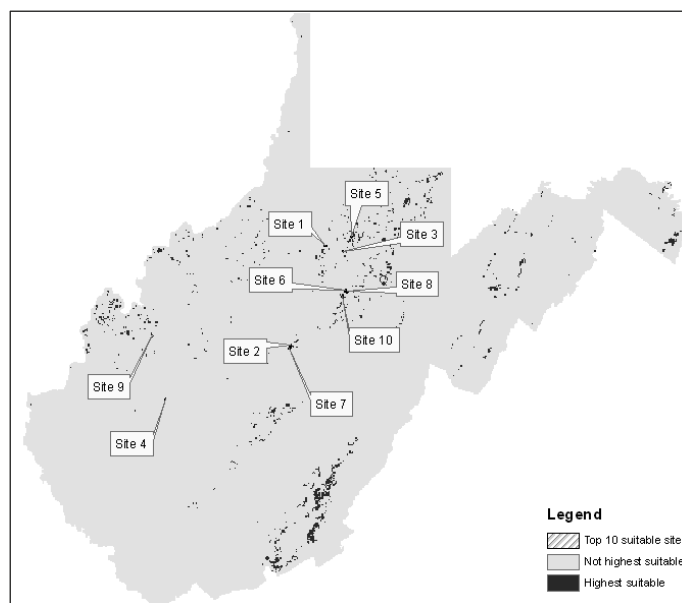 Site 5
Site 1
Site 3
Site 6
Site 8
Site 2
Site 10
Site 9
Site 7
Site 4
Legend
Top 10 suitable site
Not highest suitable
Highest suitable